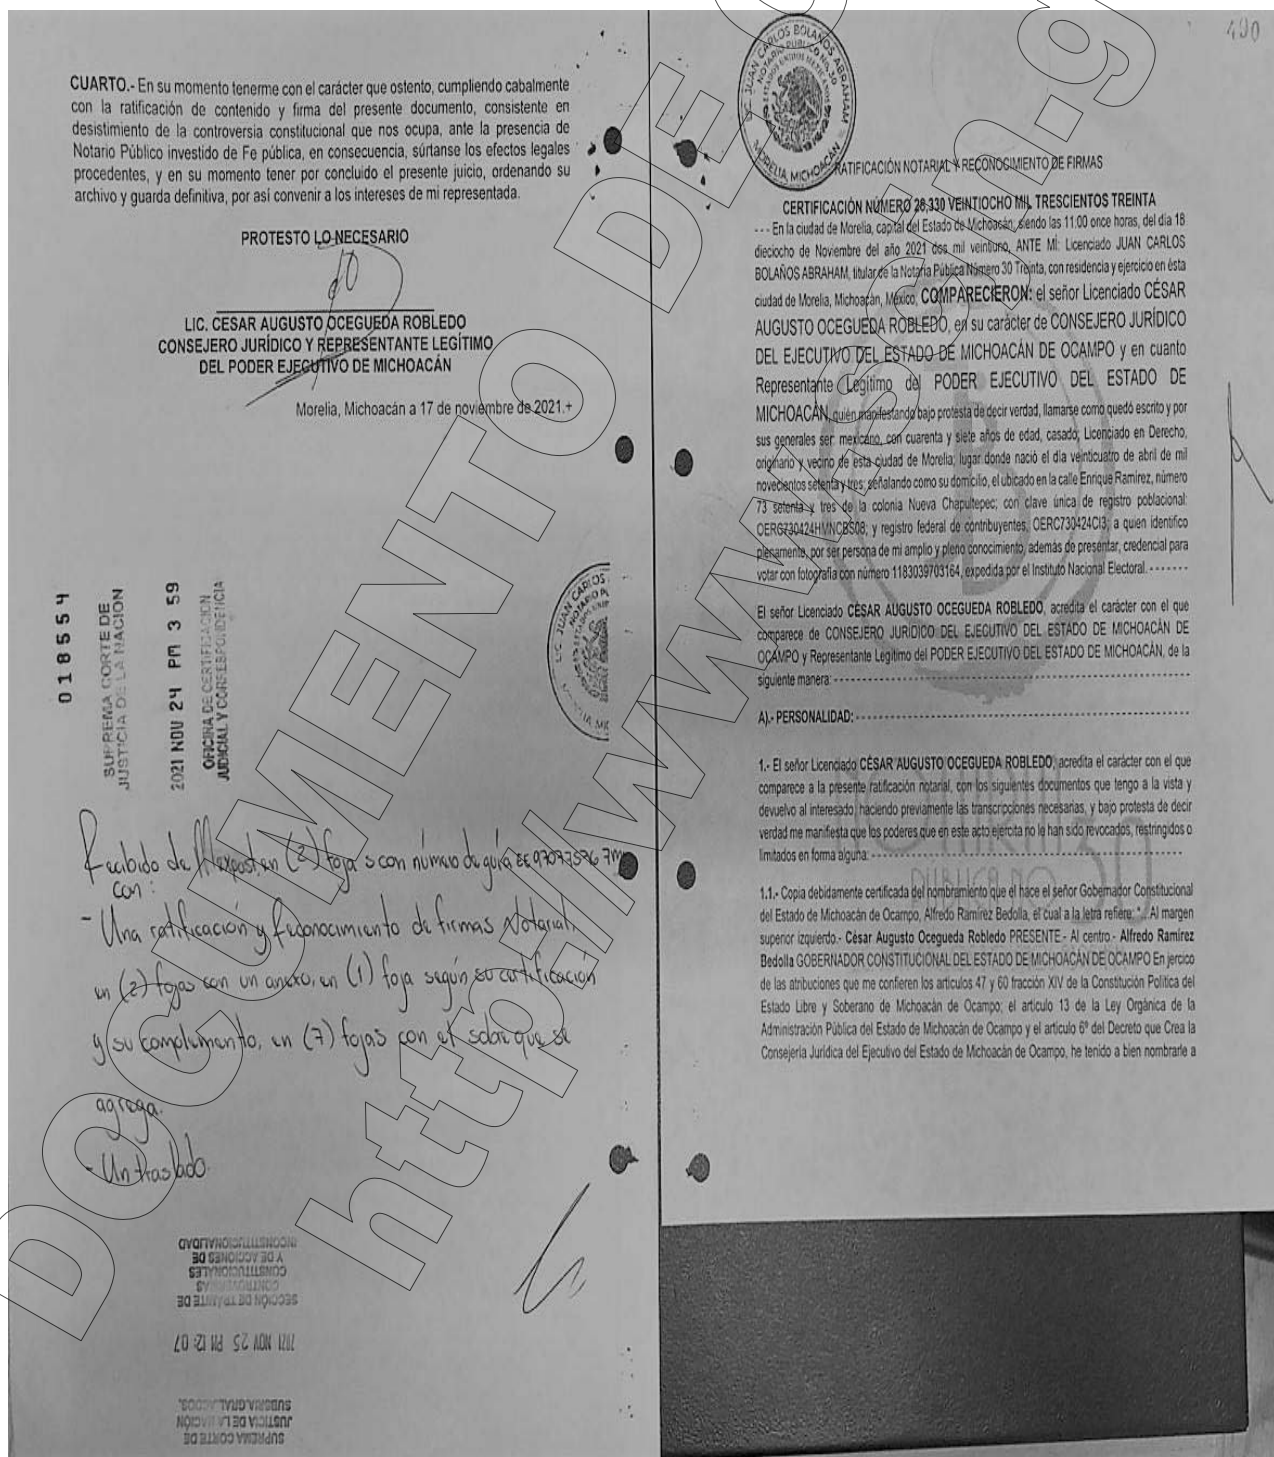 CUARTO.- En su momento tenerme con el carácter que ostento, cumpliendo cabalmente
con la ratificación de contenido y firma del presente documento, consistente en
desistimiento de la controversia constitucional que nos ocupa, ante la presencia de
Notario Público investido de Fe pública, en consecuencia, súrtanse los efectos legales
procedentes, y en su momento tener por concluido el presente juicio, ordenando su
archivo y guarda definitiva, por así convenir a los intereses de mi representada.
PROTESTO LO NECESARIO
LIC. CESAR AUGUSTO OCEGUEDA ROBLEDO
CONSEJERO JURÍDICO Y REPRESENTANTE LEGÍTIMO
DEL PODER EJECUTIVO DE MICHOACÁN
Morelia, Michoacán a 17 de noviembre de 2021.+
018554
SUPREMA CORTE DE
JUSTICIA DE LA NACIÓN
2021 NOV 24 PM 3 59
OFICINA DE CERTIFICACIÓN
JUDICIAL Y CORRESPONDENCIA
LIC. JUAN CARLOS
Recibido de Mexpost, en (2) fojas con número de guía EE97077576 7M
con:
- Una ratificación y Reconocimiento de firmas Notarial.
en (2) fojas con un anexo, en (1) foja según su certificación
y su complemento, en (7) fojas con el sobre que se
agrega.
- Un traslado.
SUPREMA CORTE DE
JUSTICIA DE LA NACIÓN
SUBSRIA.GRAL.ACDOS.
2021 NOV 25 PM 12 07
SECCIÓN DE TRÁMITE DE
CONTROVERSIAS
CONSTITUCIONALES
Y DE ACCIONES DE
INCONSTITUCIONALIDAD
490
LIC. JUAN CARLOS BOLAÑOS ABRAHAM
NOTARIO PÚBLICO No. 30
ESTADOS UNIDOS MEXICANOS
MORELIA, MICHOACÁN
RATIFICACIÓN NOTARIAL Y RECONOCIMIENTO DE FIRMAS
CERTIFICACIÓN NÚMERO 28,330 VEINTIOCHO MIL TRESCIENTOS TREINTA
- - - En la ciudad de Morelia, capital del Estado de Michoacán, siendo las 11:00 once horas, del día 18
dieciocho de Noviembre del año 2021 dos mil veintiuno, ANTE MÍ: Licenciado JUAN CARLOS
BOLAÑOS ABRAHAM, titular de la Notaría Pública Número 30 Treinta, con residencia y ejercicio en ésta
ciudad de Morelia, Michoacán, México, COMPARECIERON: el señor Licenciado CÉSAR
AUGUSTO OCEGUEDA ROBLEDO, en su carácter de CONSEJERO JURÍDICO
DEL EJECUTIVO DEL ESTADO DE MICHOACÁN DE OCAMPO y en cuanto
Representante Legítimo del PODER EJECUTIVO DEL ESTADO DE
MICHOACÁN, quién manifestando bajo protesta de decir verdad, llamarse como quedó escrito y por
sus generales ser: mexicano, con cuarenta y siete años de edad, casado, Licenciado en Derecho,
originario y vecino de esta ciudad de Morelia; lugar donde nació el día veinticuatro de abril de mil
novecientos setenta y tres; señalando como su domicilio, el ubicado en la calle Enrique Ramírez, número
73 setenta y tres de la colonia Nueva Chapultepec; con clave única de registro poblacional:
OERC730424HMNCBS08; y registro federal de contribuyentes, OERC730424CI3; a quien identifico
plenamente, por ser persona de mi amplio y pleno conocimiento, además de presentar, credencial para
votar con fotografía con número 1183039703164, expedida por el Instituto Nacional Electoral. - - - - - - -
El señor Licenciado CÉSAR AUGUSTO OCEGUEDA ROBLEDO, acredita el carácter con el que
comparece de CONSEJERO JURÍDICO DEL EJECUTIVO DEL ESTADO DE MICHOACÁN DE
OCAMPO y Representante Legítimo del PODER EJECUTIVO DEL ESTADO DE MICHOACÁN, de la
siguiente manera: - - - - - - - - - -
A).- PERSONALIDAD: - - - - - - - - - -
1.- El señor Licenciado CÉSAR AUGUSTO OCEGUEDA ROBLEDO, acredita el carácter con el que
comparece a la presente ratificación notarial, con los siguientes documentos que tengo a la vista y
devuelvo al interesado, haciendo previamente las transcripciones necesarias, y bajo protesta de decir
verdad me manifiesta que los poderes que en este acto ejercita no le han sido revocados, restringidos o
limitados en forma alguna: - - - - - - - - - -
NOTARIA
PÚBLICA NO. 30
1.1.- Copia debidamente certificada del nombramiento que el hace el señor Gobernador Constitucional
del Estado de Michoacán de Ocampo, Alfredo Ramírez Bedolla, el cual a la letra refiere: "... Al margen
superior izquierdo.- César Augusto Ocegueda Robledo PRESENTE.- Al centro.- Alfredo Ramírez
Bedolla GOBERNADOR CONSTITUCIONAL DEL ESTADO DE MICHOACÁN DE OCAMPO En jercico
de las atribuciones que me confieren los artículos 47 y 60 fracción XIV de la Constitución Política del
Estado Libre y Soberano de Michoacán de Ocampo; el artículo 13 de la Ley Orgánica de la
Administración Pública del Estado de Michoacán de Ocampo y el artículo 6º del Decreto que Crea la
Consejería Jurídica del Ejecutivo del Estado de Michoacán de Ocampo, he tenido a bien nombrarle a